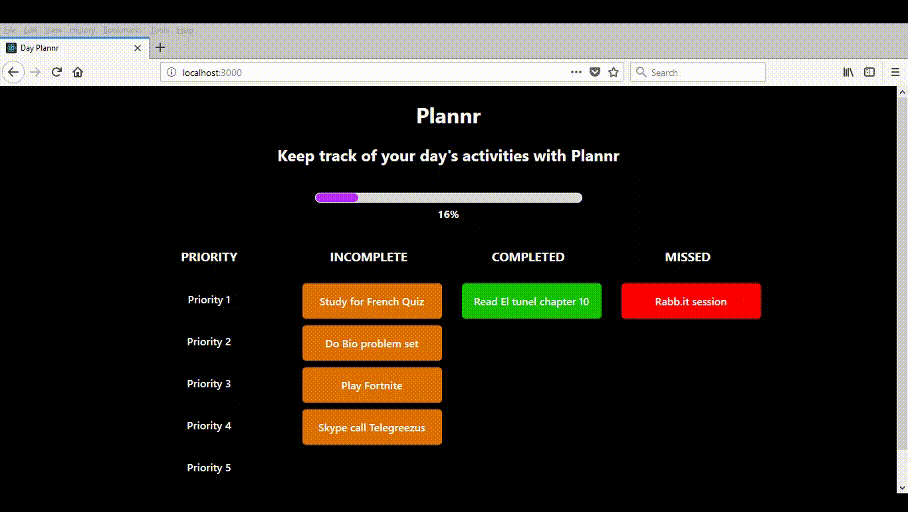 File Edit View History Bookmarks Tools Help
Day Plannr
localhost:3000
Search
Plannr
Keep track of your day's activities with Plannr
16%
PRIORITY INCOMPLETE COMPLETED MISSED
Priority 1 Study for French Quiz Read El tunel chapter 10 Rabb.it session
Priority 2 Do Bio problem set
Priority 3 Play Fortnite
Priority 4 Skype call Telegreezus
Priority 5